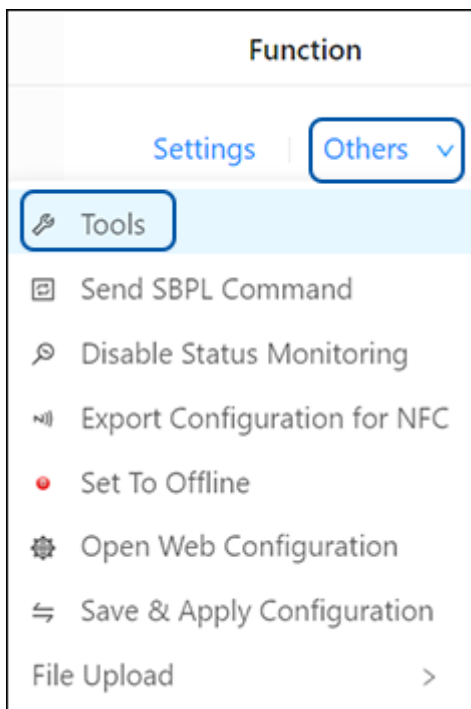 Function
Settings Others
Tools
Send SBPL Command
Disable Status Monitoring
Export Configuration for NFC
Set To Offline
Open Web Configuration
Save & Apply Configuration
File Upload